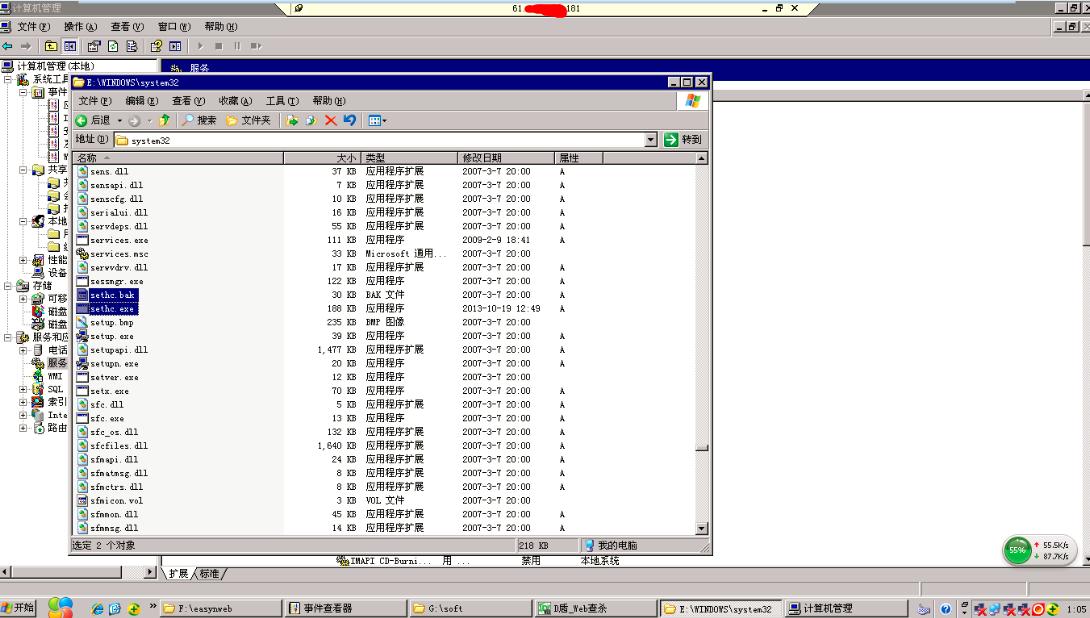 计算机管理
61. 181
文件(F) 操作(A) 查看(V) 窗口(W) 帮助(H)
计算机管理(本地)
服务
系统工具
E:\WINDOWS\system32
文件(F) 编辑(E) 查看(V) 收藏(A) 工具(T) 帮助(H)
后退 搜索 文件夹
地址(D) system32 转到
名称 大小 类型 修改日期 属性
sens.dll 37 KB 应用程序扩展 2007-3-7 20:00 A
sensapi.dll 7 KB 应用程序扩展 2007-3-7 20:00 A
senscfg.dll 10 KB 应用程序扩展 2007-3-7 20:00 A
serialui.dll 16 KB 应用程序扩展 2007-3-7 20:00 A
servdeps.dll 55 KB 应用程序扩展 2007-3-7 20:00 A
services.exe 111 KB 应用程序 2009-2-9 18:41 A
services.msc 33 KB Microsoft 通用... 2007-3-7 20:00
serwvdrv.dll 17 KB 应用程序扩展 2007-3-7 20:00 A
sessmgr.exe 122 KB 应用程序 2007-3-7 20:00 A
sethc.bak 30 KB BAK 文件 2007-3-7 20:00 A
sethc.exe 188 KB 应用程序 2013-10-19 12:49 A
setup.bmp 235 KB BMP 图像 2007-3-7 20:00
setup.exe 39 KB 应用程序 2007-3-7 20:00 A
setupapi.dll 1,477 KB 应用程序扩展 2007-3-7 20:00 A
setupn.exe 20 KB 应用程序 2007-3-7 20:00 A
setver.exe 12 KB 应用程序 2007-3-7 20:00
setx.exe 70 KB 应用程序 2007-3-7 20:00 A
sfc.dll 5 KB 应用程序扩展 2007-3-7 20:00 A
sfc.exe 13 KB 应用程序 2007-3-7 20:00 A
sfc_os.dll 132 KB 应用程序扩展 2007-3-7 20:00 A
sfcfiles.dll 1,640 KB 应用程序扩展 2007-3-7 20:00 A
sfmapi.dll 24 KB 应用程序扩展 2007-3-7 20:00 A
sfmatmsg.dll 8 KB 应用程序扩展 2007-3-7 20:00 A
sfmctrs.dll 8 KB 应用程序扩展 2007-3-7 20:00 A
sfmicon.vol 3 KB VOL 文件 2007-3-7 20:00
sfmmon.dll 45 KB 应用程序扩展 2007-3-7 20:00 A
sfmmsg.dll 14 KB 应用程序扩展 2007-3-7 20:00 A
事件
共享
本地
性能
设备
存储
可移
磁盘
磁盘
服务和应
电话
服务
WMI
SQL
索引
Inte
路由
选定 2 个对象 218 KB 我的电脑
IMAPI CD-Burni... 用 ... 禁用 本地系统
扩展 标准
55% 55.5K/s
87.7K/s
开始 F:\easynweb 事件查看器 G:\soft D盾_Web查杀 E:\WINDOWS\system32 计算机管理 1:05